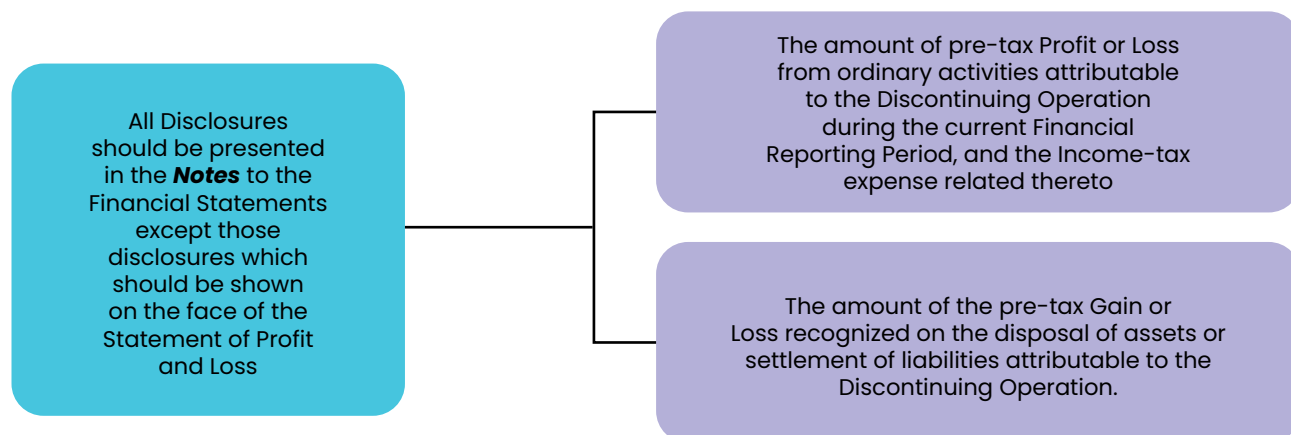 All Disclosures
should be presented
in the Notes to the
Financial Statements
except those
disclosures which
should be shown
on the face of the
Statement of Profit
and Loss
The amount of pre-tax Profit or Loss
from ordinary activities attributable
to the Discontinuing Operation
during the current Financial
Reporting Period, and the Income-tax
expense related thereto
The amount of the pre-tax Gain or
Loss recognized on the disposal of assets or
settlement of liabilities attributable to the
Discontinuing Operation.